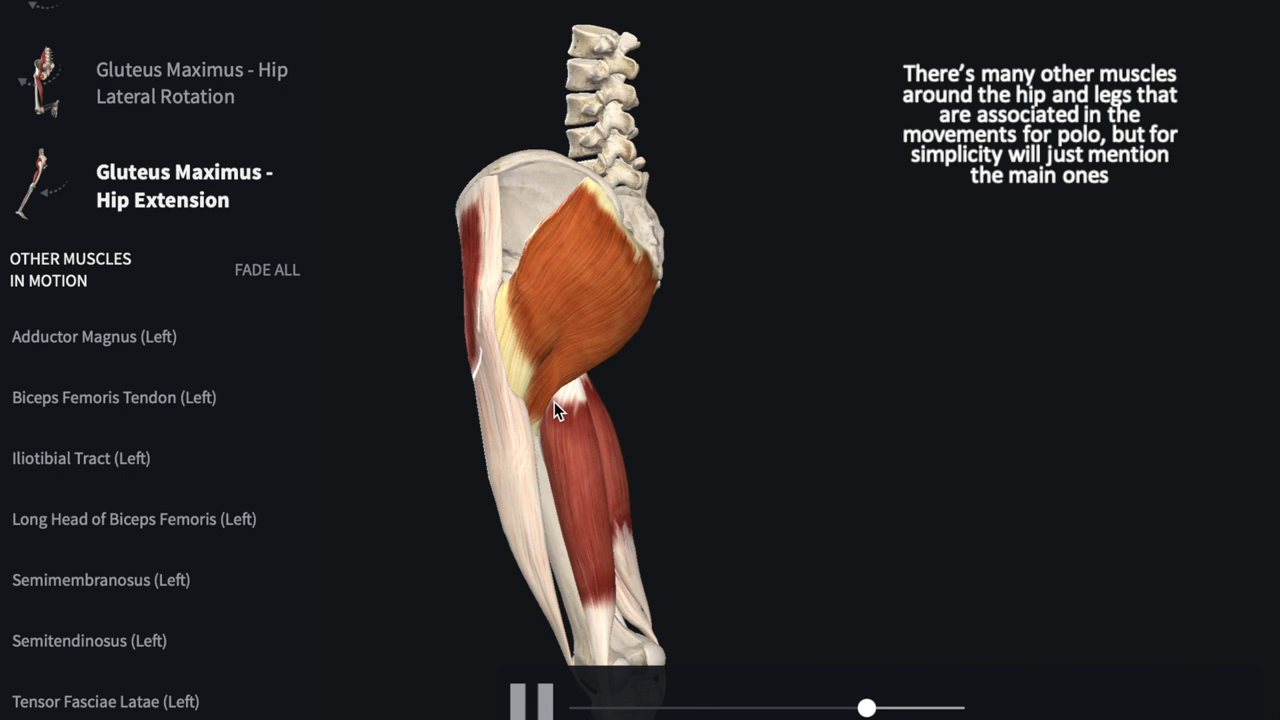 Gluteus Maximus - Hip
Lateral Rotation
Gluteus Maximus -
Hip Extension
OTHER MUSCLES
IN MOTION
FADE ALL
Adductor Magnus (Left)
Biceps Femoris Tendon (Left)
Iliotibial Tract (Left)
Long Head of Biceps Femoris (Left)
Semimembranosus (Left)
Semitendinosus (Left)
Tensor Fasciae Latae (Left)
There's many other muscles
around the hip and legs that
are associated in the
movements for polo, but for
simplicity will just mention
the main ones